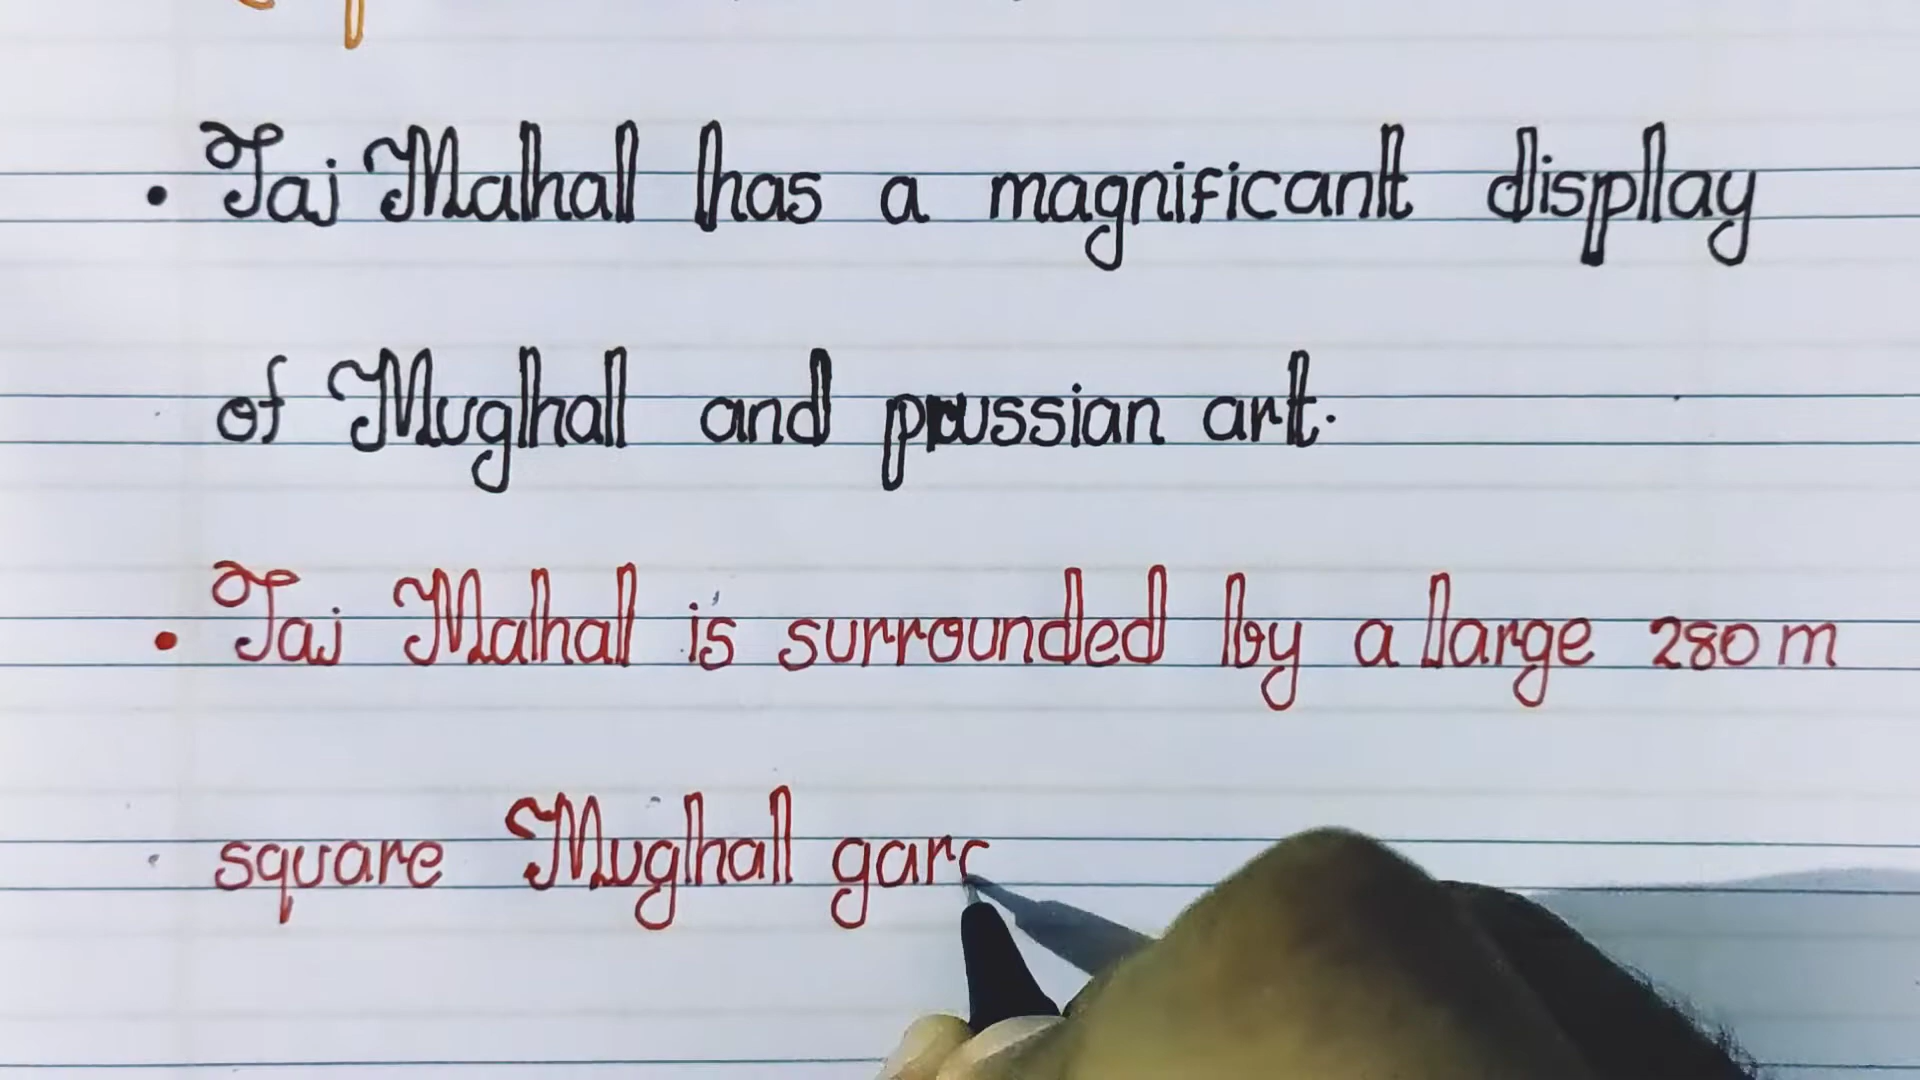 • Taj Mahal has a magnificant display
of Mughal and prussian art.
• Taj Mahal is surrounded by a large 280 m
square Mughal gar